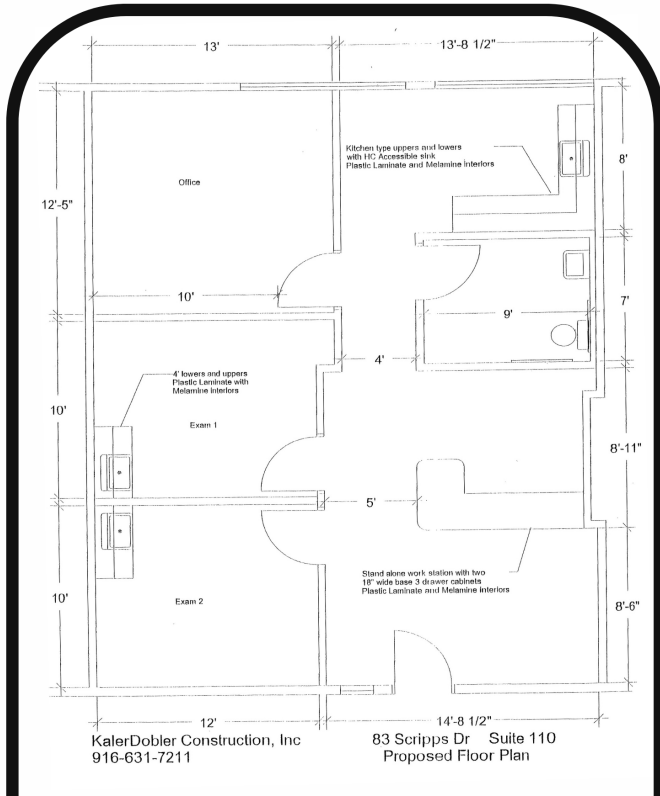 13'
13'-8 1/2"
Kitchen type uppers and lowers
with HC Accessible sink
Plastic Laminate and Melamine Interiors
8'
Office
12'-5"
10'
9'
7'
4'
4' lowers and uppers
Plastic Laminate with
Melamine Interiors
10'
Exam 1
8'-11"
5'
Stand alone work station with two
18" wide base 3 drawer cabinets
Plastic Laminate and Melamine Interiors
10'
Exam 2
8'-6"
12'
14'-8 1/2"
KalerDobler Construction, Inc
916-631-7211
83 Scripps Dr Suite 110
Proposed Floor Plan